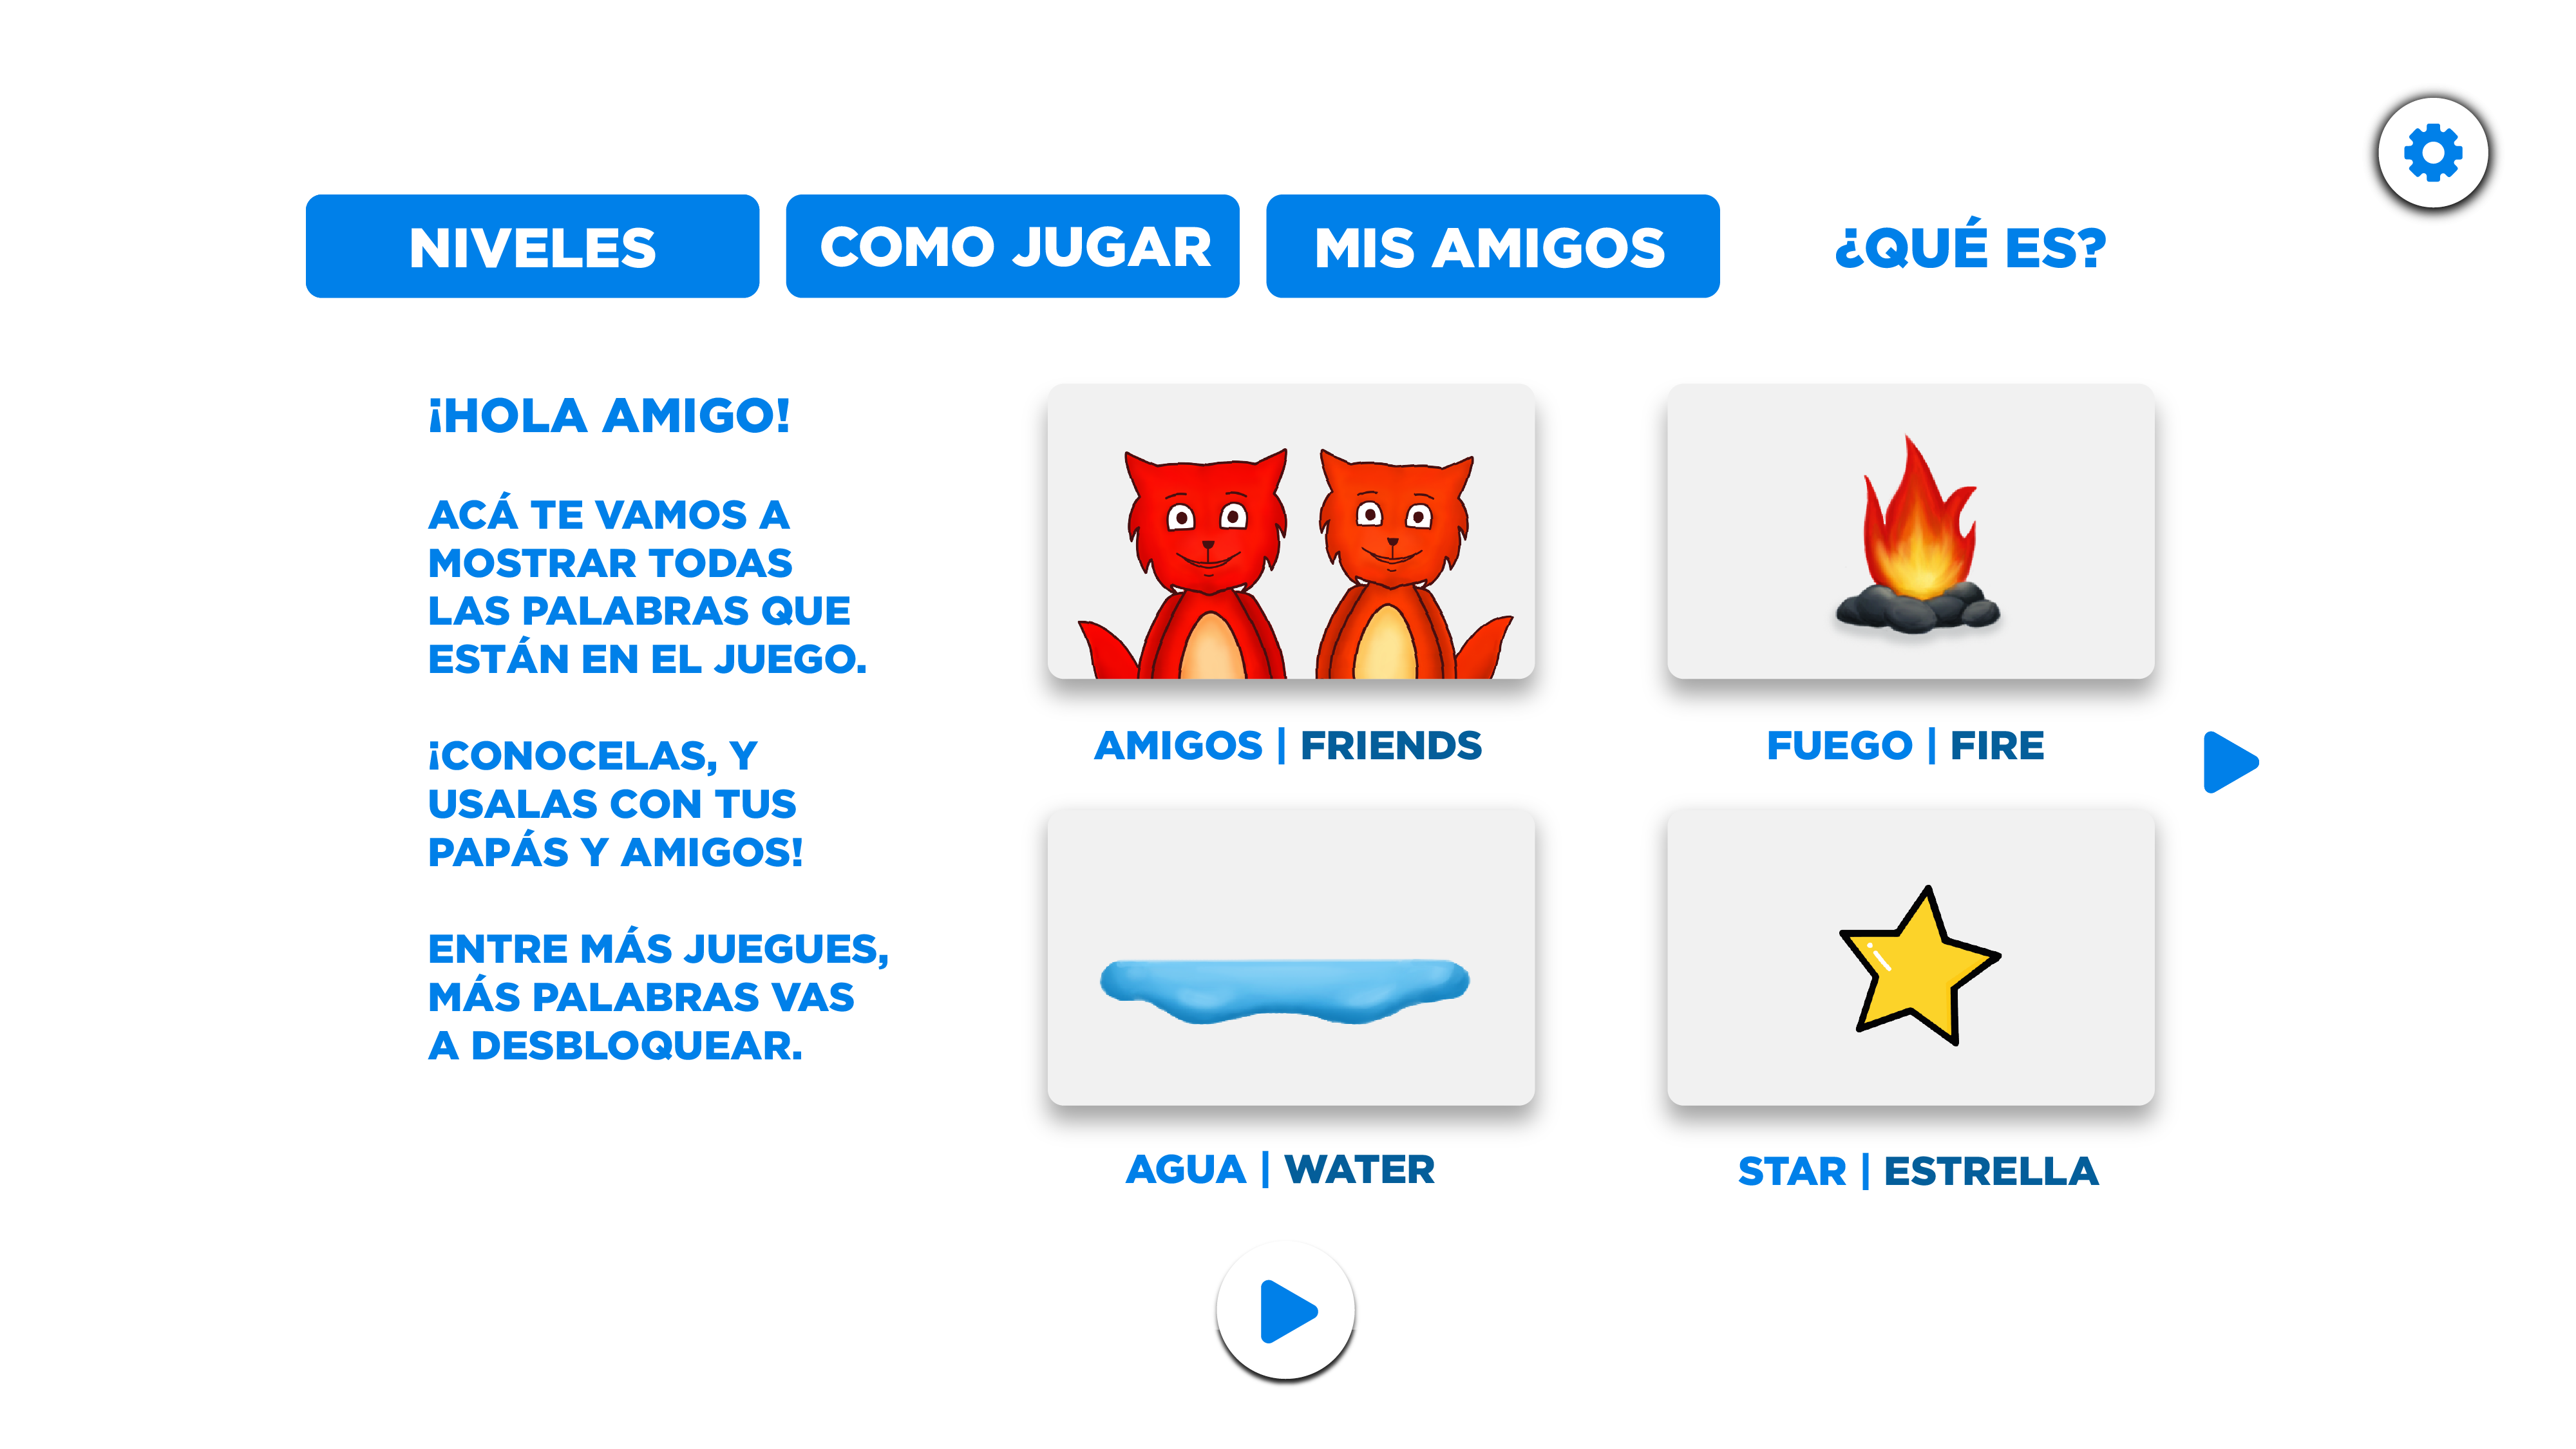 NIVELES
COMO JUGAR
MIS AMIGOS
¿QUÉ ES?
¡HOLA AMIGO!
ACÁ TE VAMOS A
MOSTRAR TODAS
LAS PALABRAS QUE
ESTÁN EN EL JUEGO.
¡CONOCELAS, Y
USALAS CON TUS
PAPÁS Y AMIGOS!
ENTRE MÁS JUEGUES,
MÁS PALABRAS VAS
A DESBLOQUEAR.
AMIGOS | FRIENDS
FUEGO | FIRE
AGUA | WATER
STAR | ESTRELLA